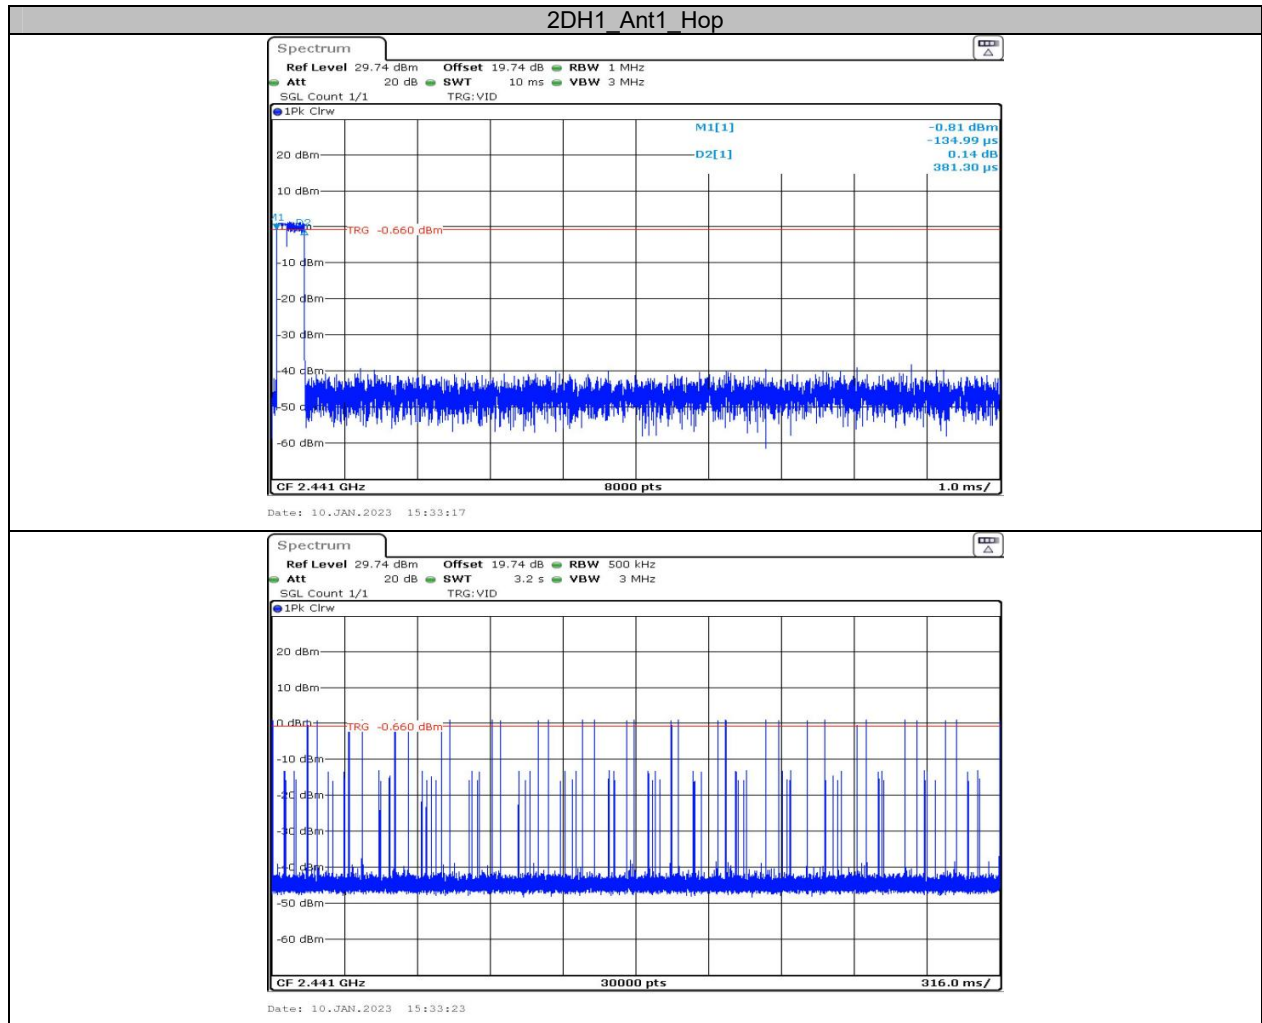 2DH1_Ant1_Hop
Spectrum
Ref Level 29.74 dBm Offset 19.74 dB RBW 1 MHz
Att 20 dB SWT 10 ms VBW 3 MHz
SGL Count 1/1 TRG:VID
1Pk Clrw
M1[1] -0.81 dBm
-134.99 µs
20 dBm D2[1] 0.14 dB
381.30 µs
10 dBm
D2
TRG -0.660 dBm
-10 dBm
-20 dBm
-30 dBm
-40 dBm
-50 d
-60 dBm
CF 2.441 GHz 8000 pts 1.0 ms/
Date: 10.JAN.2023 15:33:17
Spectrum
Ref Level 29.74 dBm Offset 19.74 dB RBW 500 kHz
Att 20 dB SWT 3.2 s VBW 3 MHz
SGL Count 1/1 TRG:VID
1Pk Clrw
20 dBm
10 dBm
0 dBm
TRG -0.660 dBm
-10 dBm
-20 dBm
-30 dBm
-40 dBm
-50 dBm
-60 dBm
CF 2.441 GHz 30000 pts 316.0 ms/
Date: 10.JAN.2023 15:33:23